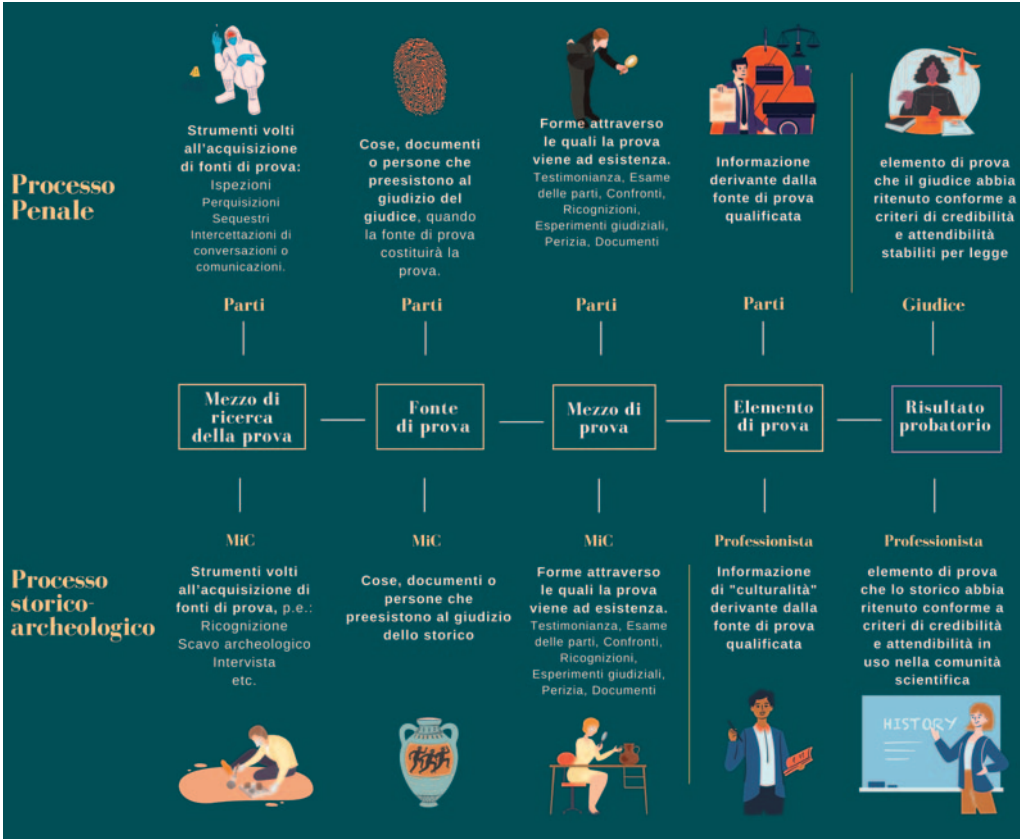 Processo
Penale
Strumenti volti
all'acquisizione
di fonti di prova:
Ispezioni
Perquisizioni
Sequestri
Intercettazioni di
conversazioni o
comunicazioni.
Parti
Cose, documenti
o persone che
preesistono al
giudizio del
giudice, quando
la fonte di prova
costituirà la
prova.
Parti
Forme attraverso
le quali la prova
viene ad esistenza.
Testimonianza, Esame
delle parti, Confronti,
Ricognizioni,
Esperimenti giudiziali,
Perizia, Documenti
Parti
Informazione
derivante dalla
fonte di prova
qualificata
Parti
elemento di prova
che il giudice abbia
ritenuto conforme a
criteri di credibilità
e attendibilità
stabiliti per legge
Giudice
Mezzo di
ricerca
della prova
Fonte
di prova
Mezzo di
prova
Elemento
di prova
Risultato
probatorio
Processo
storico-
archeologico
MiC
Strumenti volti
all'acquisizione di
fonti di prova, p.e.:
Ricognizione
Scavo archeologico
Intervista
etc.
MiC
Cose, documenti o
persone che
preesistono al giudizio
dello storico
MiC
Forme attraverso
le quali la prova
viene ad esistenza.
Testimonianza, Esame
delle parti, Confronti,
Ricognizioni,
Esperimenti giudiziali,
Perizia, Documenti
Professionista
Informazione
di "culturalità"
derivante dalla
fonte di prova
qualificata
Professionista
elemento di prova
che lo storico abbia
ritenuto conforme a
criteri di credibilità
e attendibilità in
uso nella comunità
scientifica
HISTORY